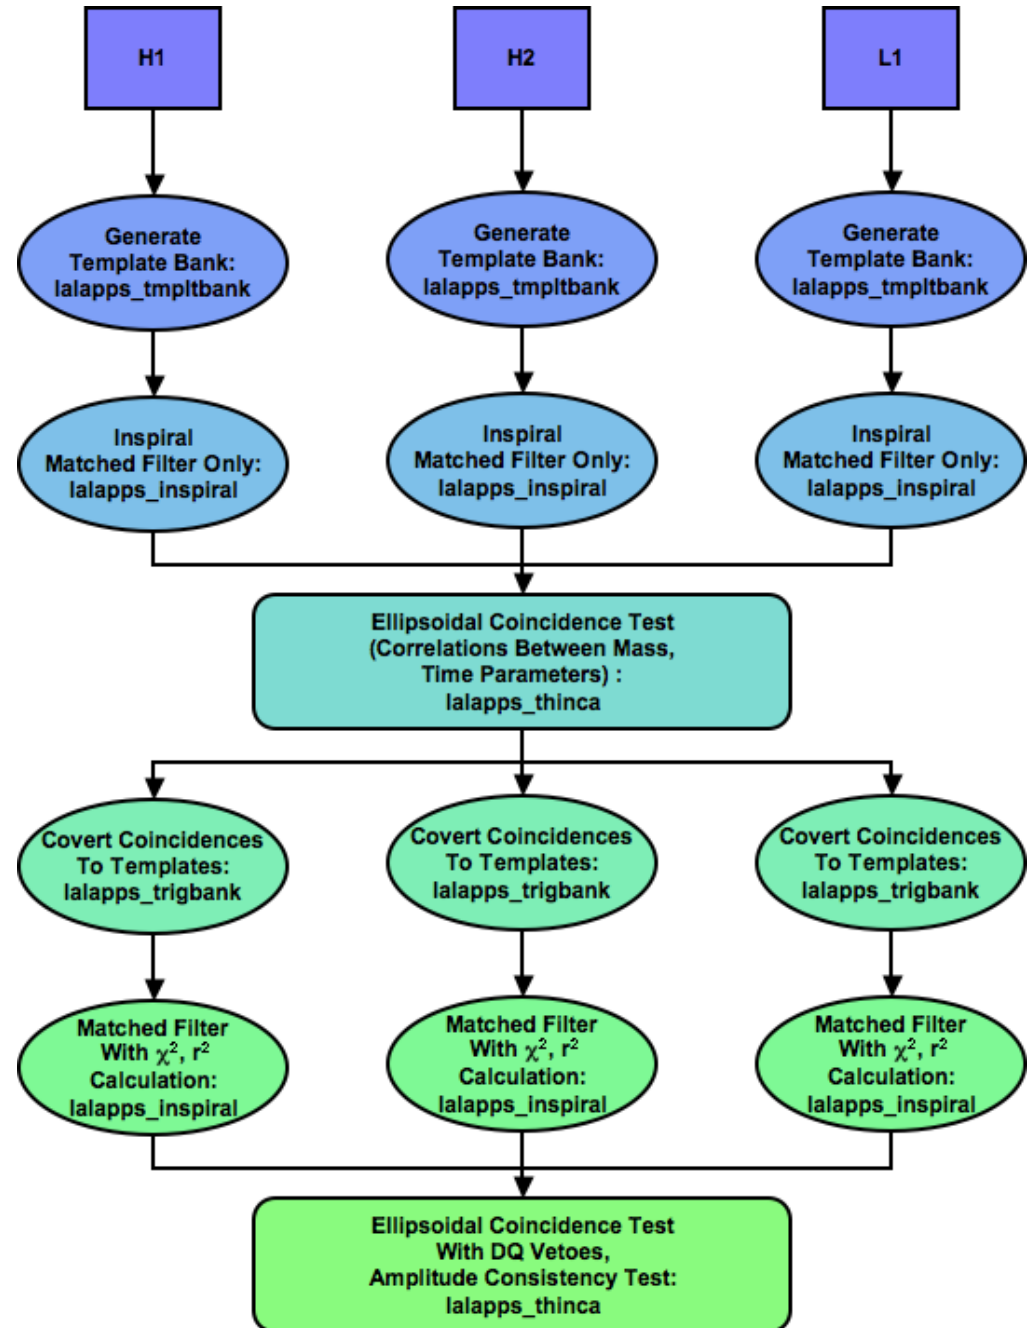 H1
H2
L1
Generate
Template Bank:
lalapps_tmpltbank
Generate
Template Bank:
lalapps_tmpltbank
Generate
Template Bank:
lalapps_tmpltbank
Inspiral
Matched Filter Only:
lalapps_inspiral
Inspiral
Matched Filter Only:
lalapps_inspiral
Inspiral
Matched Filter Only:
lalapps_inspiral
Ellipsoidal Coincidence Test
(Correlations Between Mass,
Time Parameters) :
lalapps_thinca
Covert Coincidences
To Templates:
lalapps_trigbank
Covert Coincidences
To Templates:
lalapps_trigbank
Covert Coincidences
To Templates:
lalapps_trigbank
Matched Filter
With χ², r²
Calculation:
lalapps_inspiral
Matched Filter
With χ², r²
Calculation:
lalapps_inspiral
Matched Filter
With χ², r²
Calculation:
lalapps_inspiral
Ellipsoidal Coincidence Test
With DQ Vetoes,
Amplitude Consistency Test:
lalapps_thinca